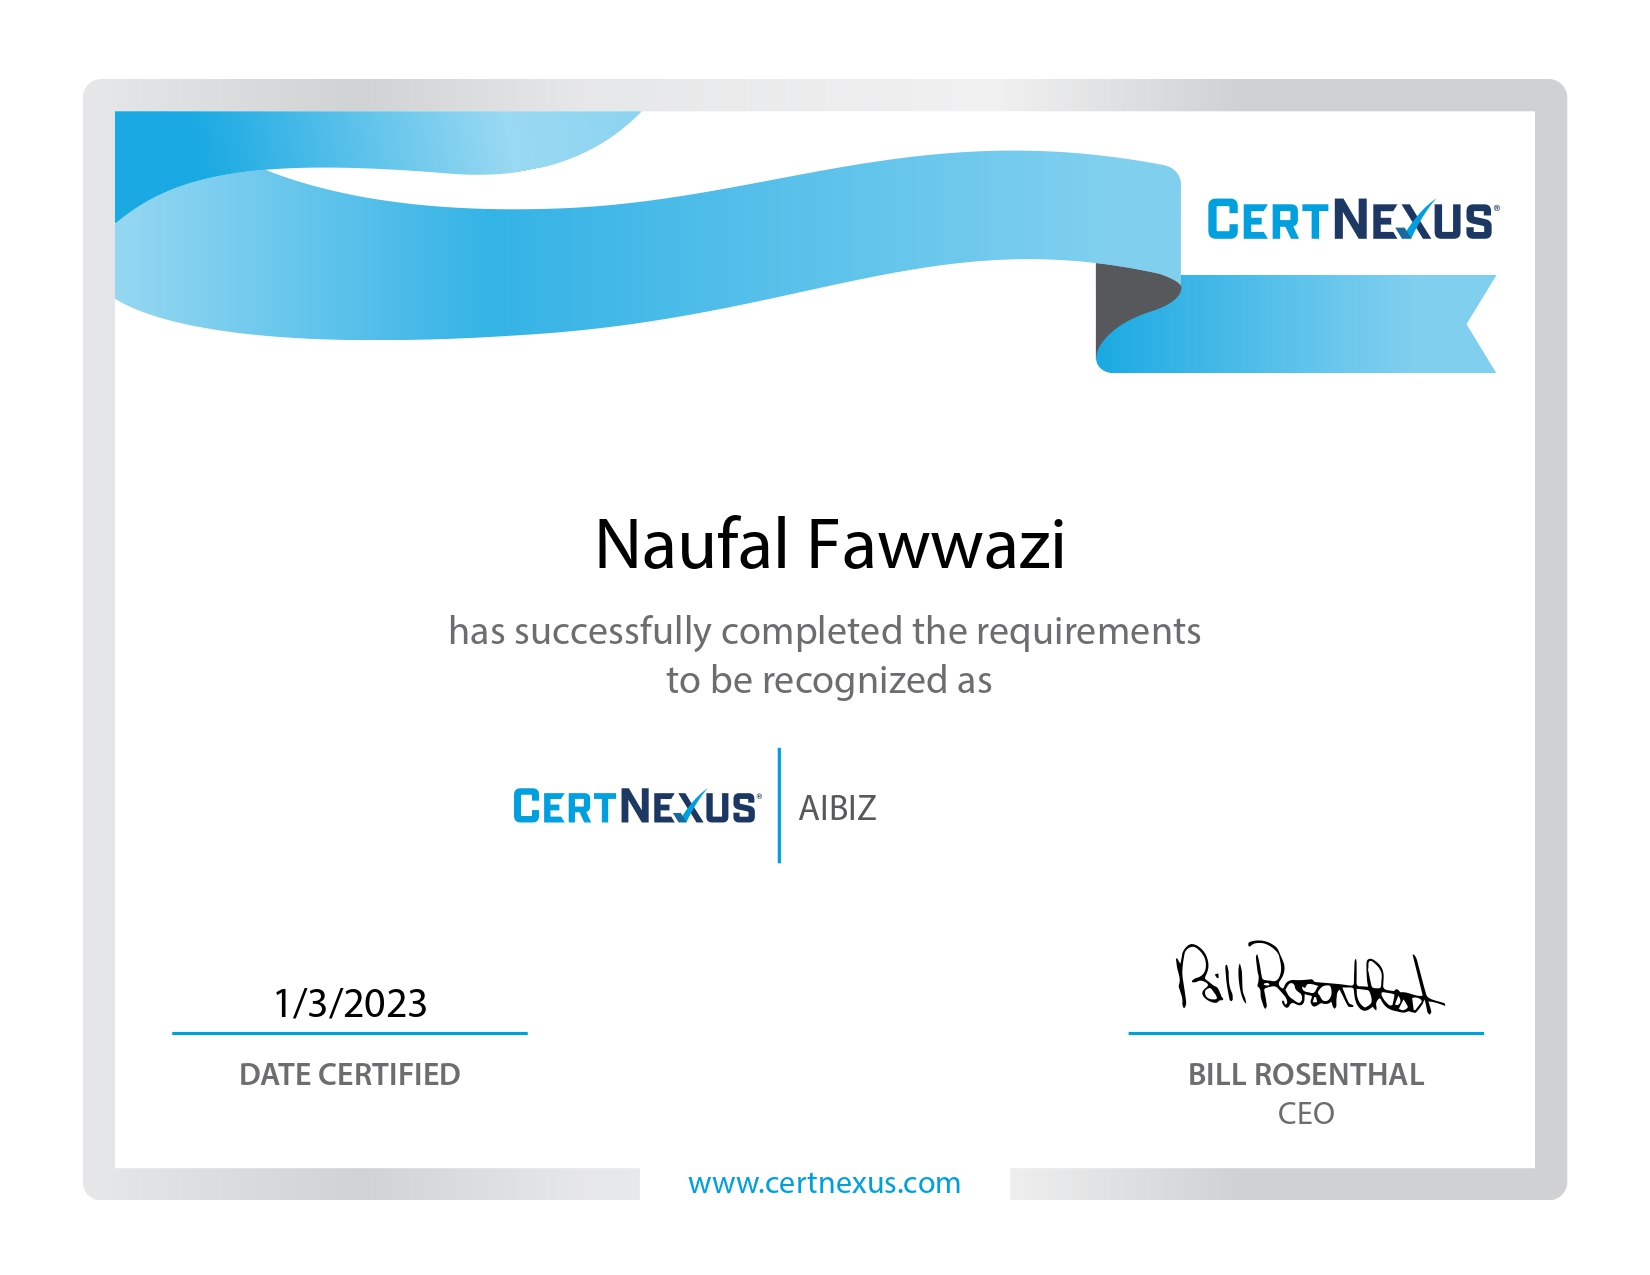 CERTNEXUS®
Naufal Fawwazi
has successfully completed the requirements
to be recognized as
CERTNEXUS®
AIBIZ
1/3/2023
DATE CERTIFIED
Bill Rosenthal
BILL ROSENTHAL
CEO
www.certnexus.com